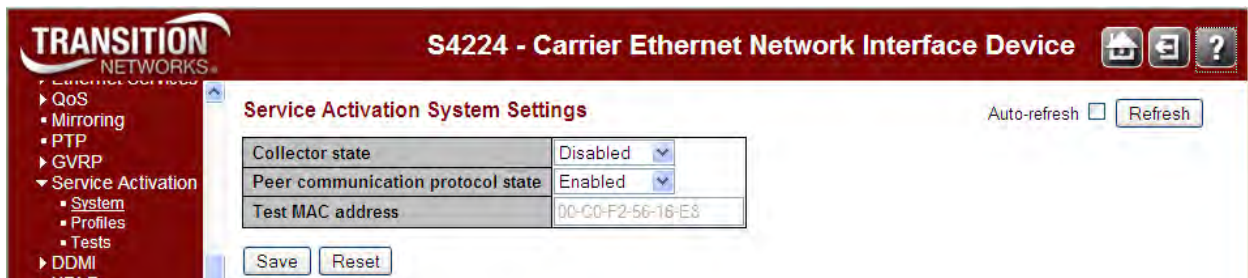 TRANSITION
NETWORKS®
S4224 - Carrier Ethernet Network Interface Device
?
Ethernet Services
QoS
Mirroring
PTP
GVRP
Service Activation
System
Profiles
Tests
DDMI
Service Activation System Settings
Auto-refresh
Refresh
Collector state Disabled
Peer communication protocol state Enabled
Test MAC address 00-C0-F2-56-16-E8
Save Reset